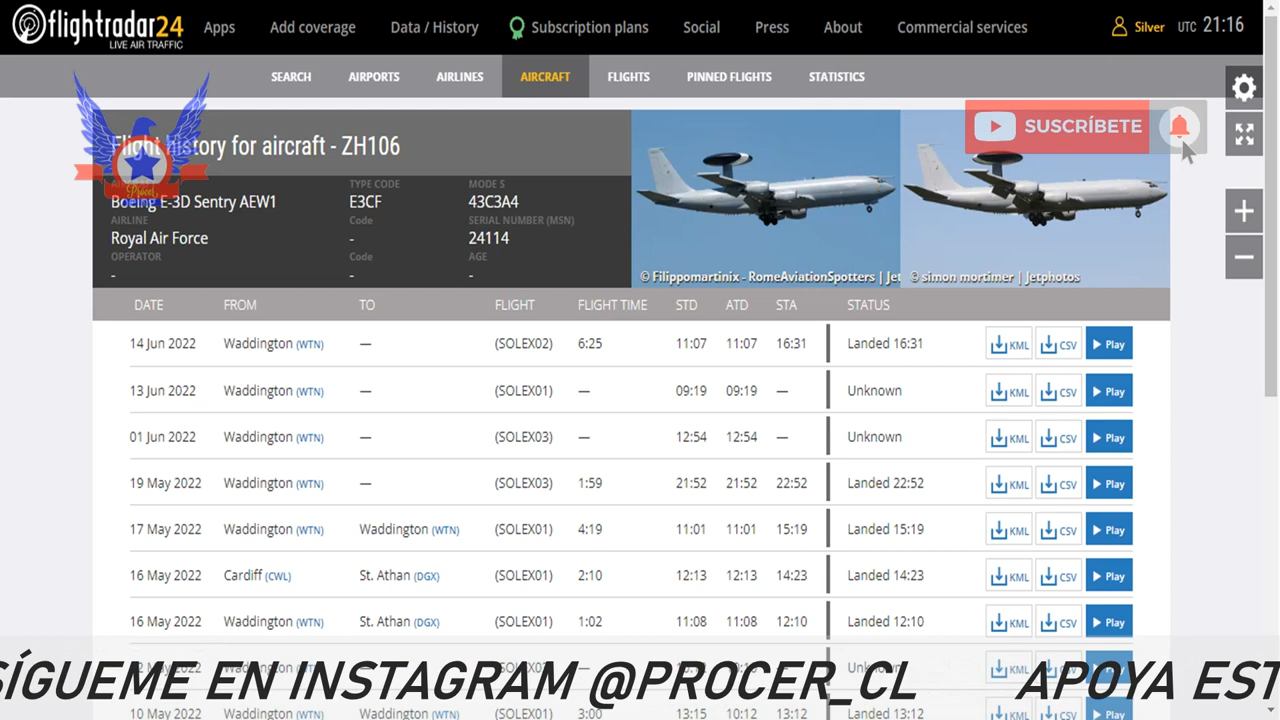 flightradar24
LIVE AIR TRAFFIC
Apps Add coverage Data / History Subscription plans Social Press About Commercial services Silver UTC 21:16
SEARCH AIRPORTS AIRLINES AIRCRAFT FLIGHTS PINNED FLIGHTS STATISTICS
SUSCRÍBETE
Flight history for aircraft - ZH106
Prócer
TYPE CODE MODE S
Boeing E-3D Sentry AEW1 E3CF 43C3A4
AIRLINE Code SERIAL NUMBER (MSN)
Royal Air Force - 24114
OPERATOR Code AGE
- - -
© Filippomartinix - RomeAviationSpotters | Jet © simon mortimer | Jetphotos
DATE FROM TO FLIGHT FLIGHT TIME STD ATD STA STATUS
14 Jun 2022 Waddington (WTN) — (SOLEX02) 6:25 11:07 11:07 16:31 Landed 16:31 KML CSV Play
13 Jun 2022 Waddington (WTN) — (SOLEX01) — 09:19 09:19 — Unknown KML CSV Play
01 Jun 2022 Waddington (WTN) — (SOLEX03) — 12:54 12:54 — Unknown KML CSV Play
19 May 2022 Waddington (WTN) — (SOLEX03) 1:59 21:52 21:52 22:52 Landed 22:52 KML CSV Play
17 May 2022 Waddington (WTN) Waddington (WTN) (SOLEX01) 4:19 11:01 11:01 15:19 Landed 15:19 KML CSV Play
16 May 2022 Cardiff (CWL) St. Athan (DGX) (SOLEX01) 2:10 12:13 12:13 14:23 Landed 14:23 KML CSV Play
16 May 2022 Waddington (WTN) St. Athan (DGX) (SOLEX01) 1:02 11:08 11:08 12:10 Landed 12:10 KML CSV Play
SÍGUEME EN INSTAGRAM @PROCER_CL APOYA EST
10 May 2022 Waddington (WTN) Waddington (WTN) (SOLEX01) 3:00 13:15 10:12 13:12 Landed 13:12 KML CSV Play